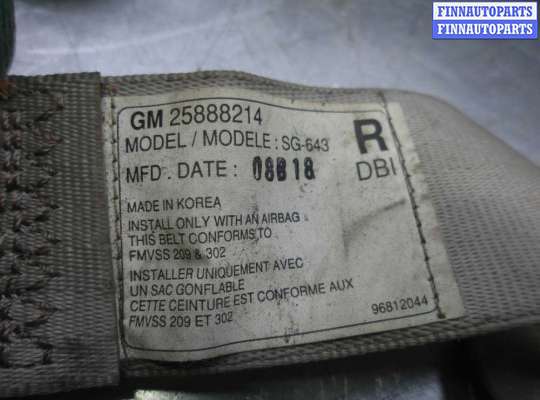 FINNAUTOPARTS
FINNAUTOPARTS
GM 25888214
MODEL / MODELE : SG-643
R
MFD. DATE :
DBI
MADE IN KOREA
INSTALL ONLY WITH AN AIRBAG
THIS BELT CONFORMS TO
FMVSS 209 & 302
INSTALLER UNIQUEMENT AVEC
UN SAC GONFLABLE
CETTE CEINTURE EST CONFORME AUX
FMVSS 209 ET 302
96812044